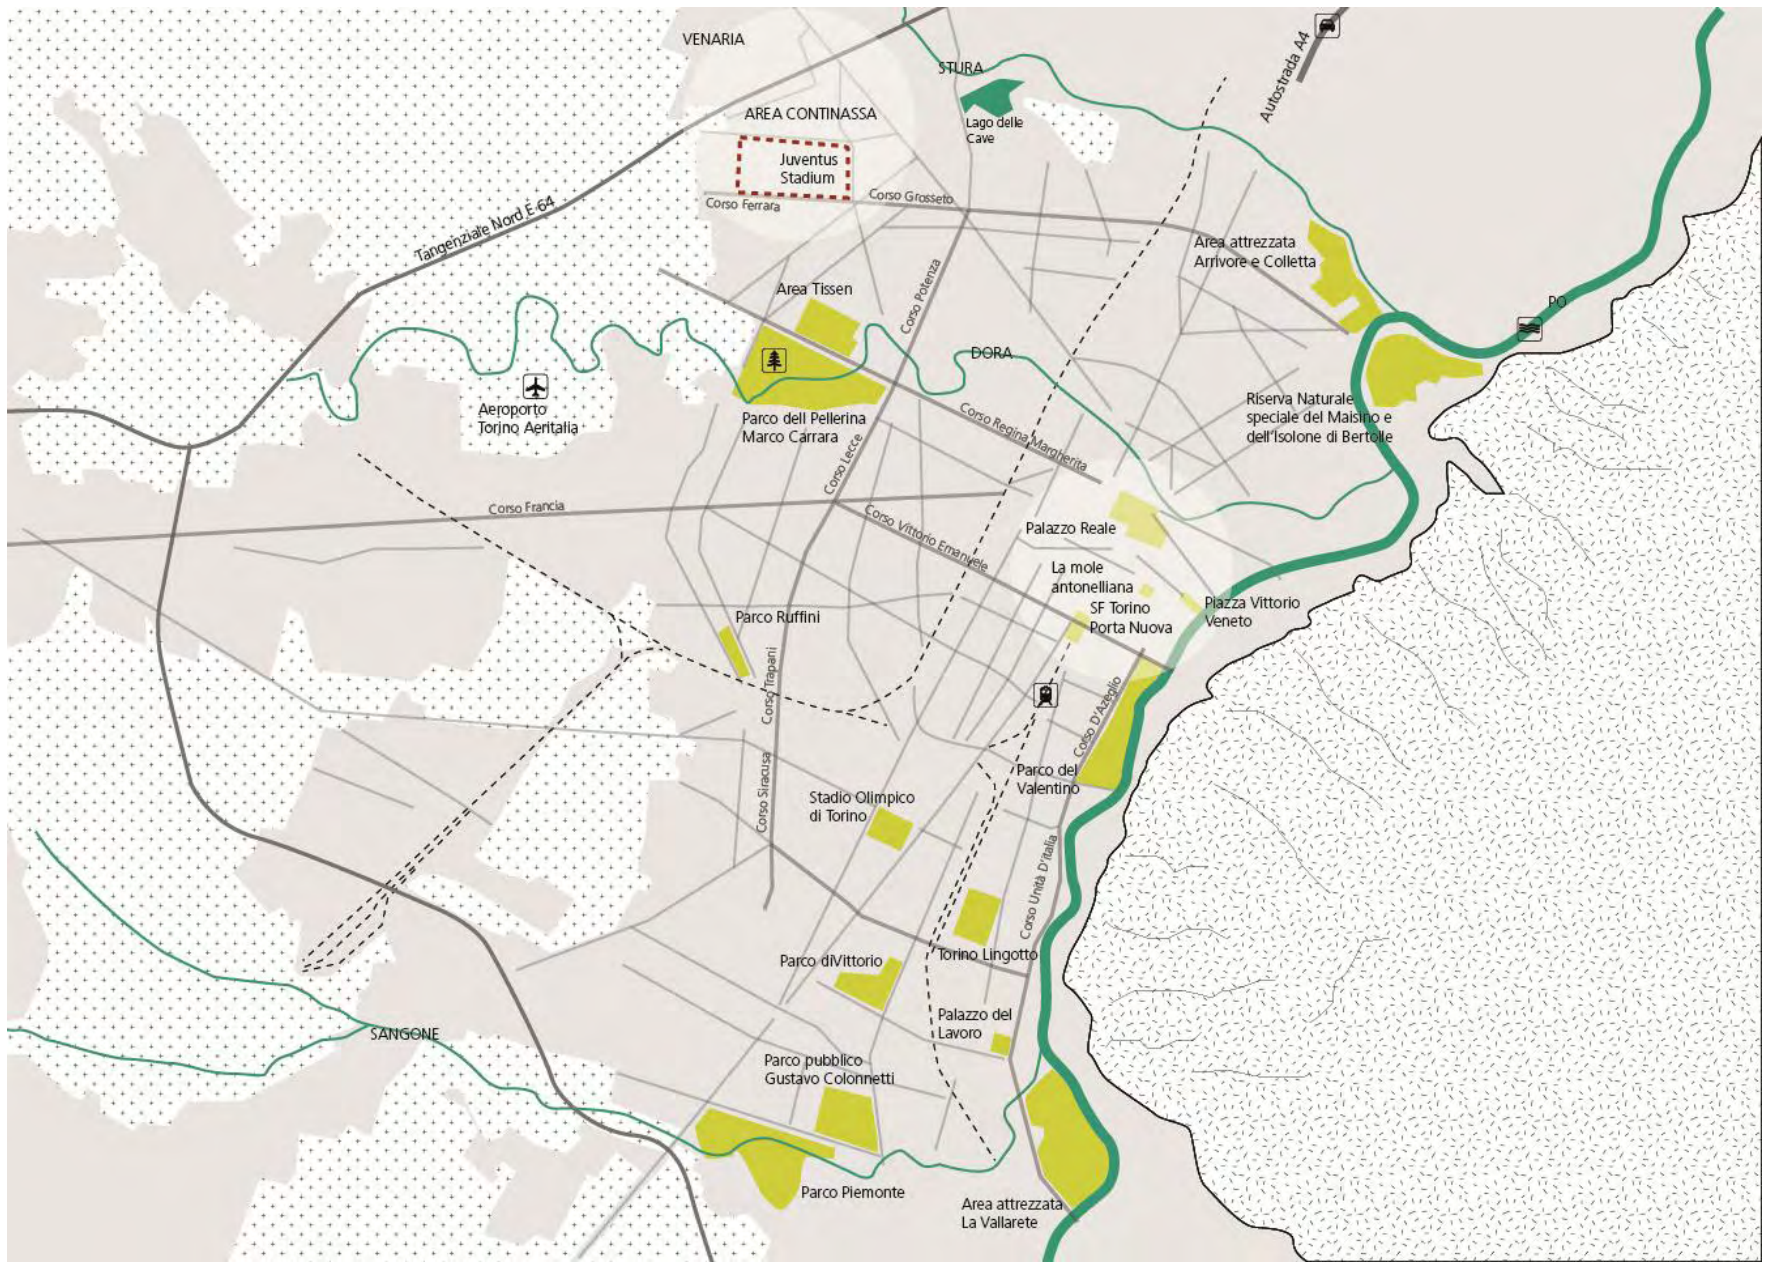 VENARIA
STURA
Autostrada A4
AREA CONTINASSA
Lago delle
Cave
Juventus
Stadium
Corso Ferrara
Corso Grosseto
Tangenziale Nord E 64
Area attrezzata
Arrivore e Colletta
Area Tissen
Corso Potenza
PO
DORA
Aeroporto
Torino Aeritalia
Parco dell Pellerina
Marco Carrara
Corso Lecce
Corso Regina Margherita
Riserva Naturale
speciale del Maisino e
dell'Isolone di Bertolle
Corso Francia
Corso Vittorio Emanuele
Palazzo Reale
La mole
antonelliana
SF Torino
Porta Nuova
Piazza Vittorio
Veneto
Parco Ruffini
Corso Trapani
Corso D'Azeglio
Corso Siracusa
Parco del
Valentino
Stadio Olimpico
di Torino
Corso Unità D'italia
Torino Lingotto
Parco diVittorio
Palazzo del
Lavoro
SANGONE
Parco pubblico
Gustavo Colonnetti
Parco Piemonte
Area attrezzata
La Vallarete